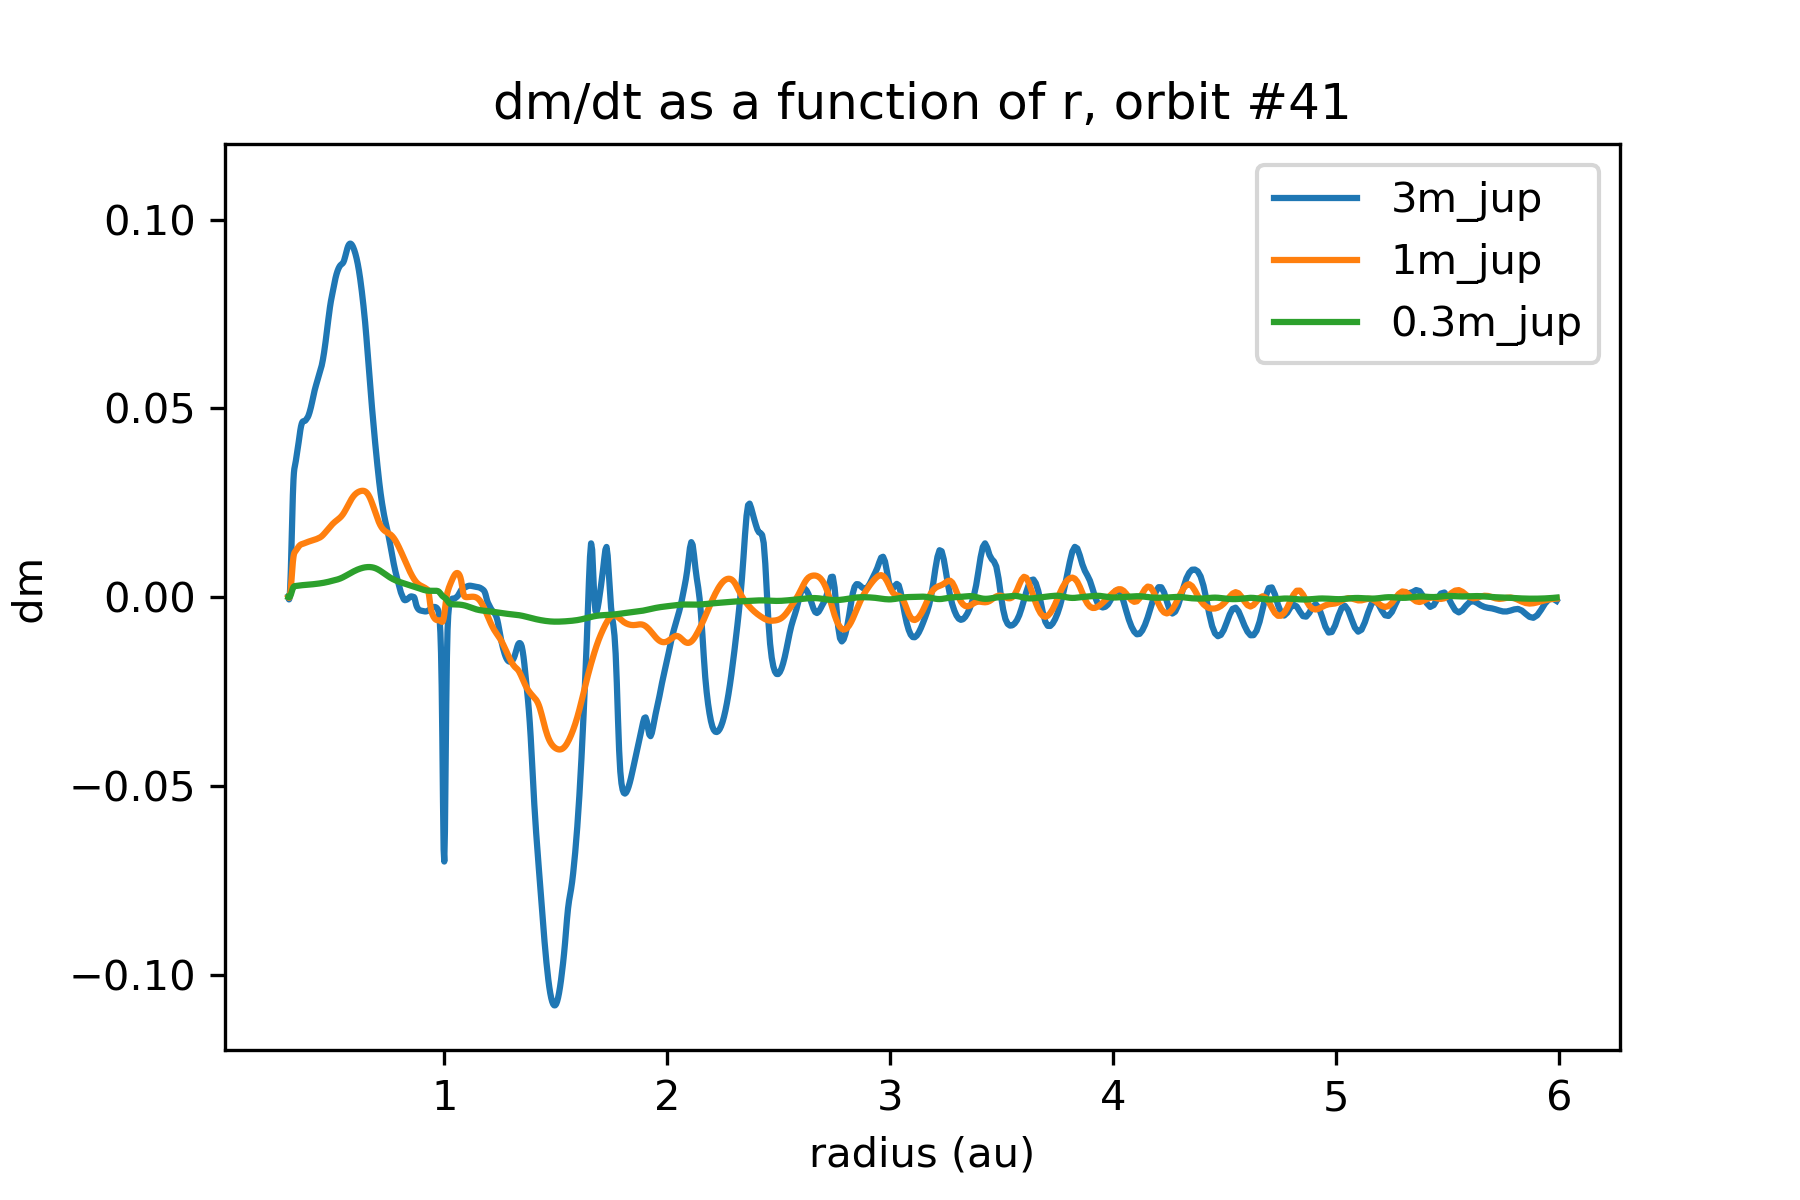 dm/dt as a function of r, orbit #41
3m_jup
1m_jup
0.3m_jup
dm
0.10
0.05
0.00
−0.05
−0.10
1 2 3 4 5 6
radius (au)